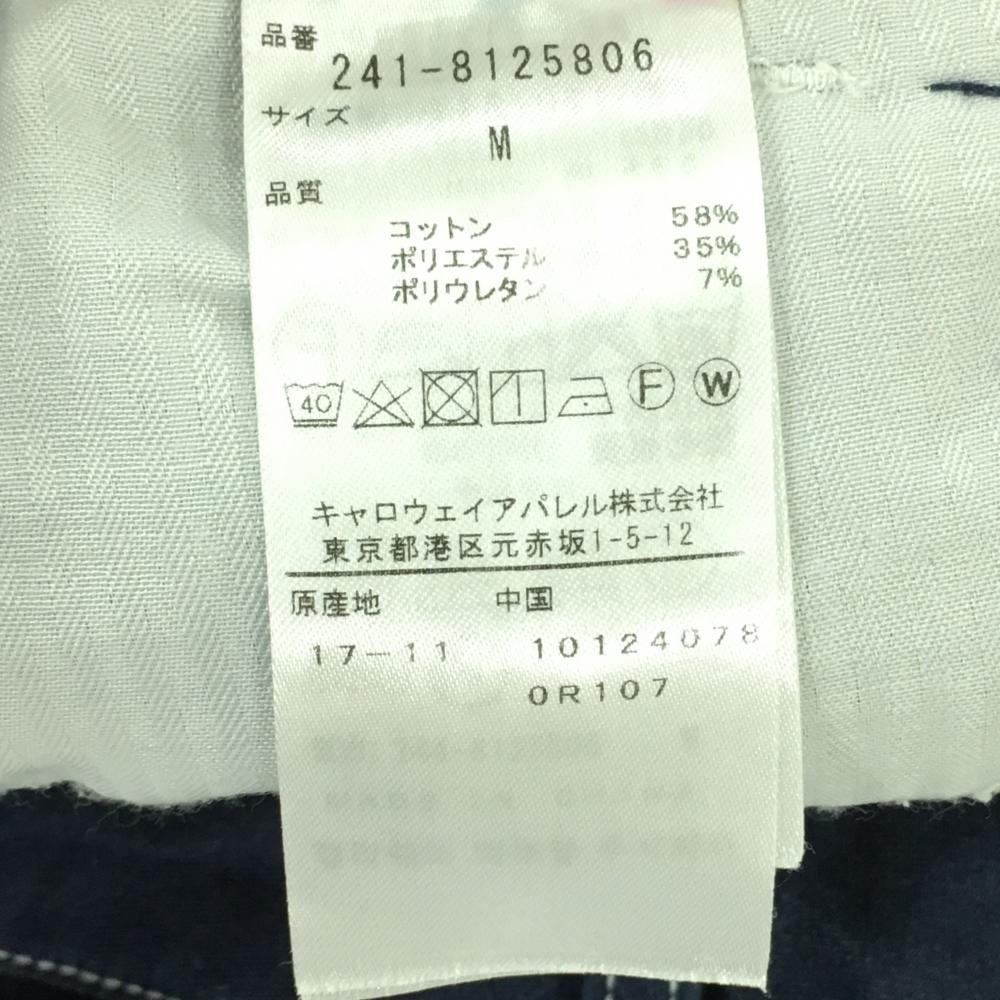 品番
241-8125806
サイズ
M
品質
コットン 58%
ポリエステル 35%
ポリウレタン 7%
40 F W
キャロウェイアパレル株式会社
東京都港区元赤坂1-5-12
原産地 中国
17-11 10124078
0R107